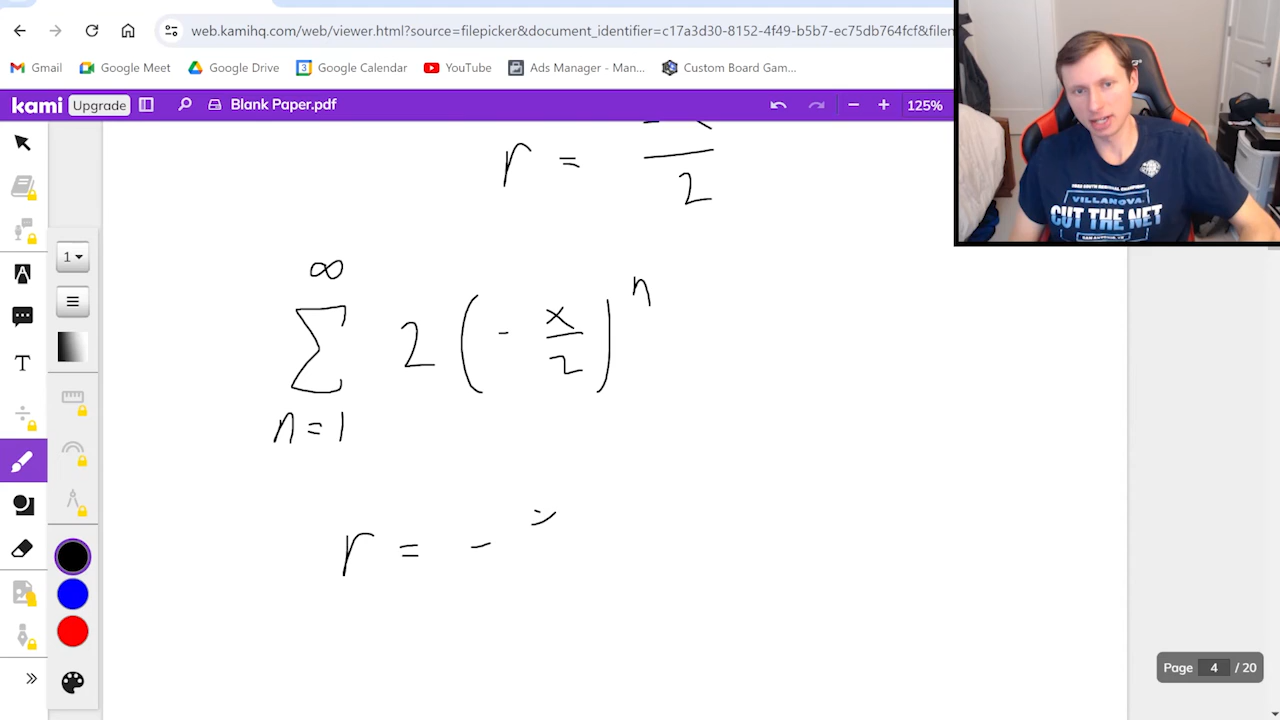 web.kamihq.com/web/viewer.html?source=filepicker&document_identifier=c17a3d30-8152-4f49-b5b7-ec75db764fcf&filen
Gmail Google Meet Google Drive 3 Google Calendar YouTube Ads Manager - Man... Custom Board Gam...
kami Upgrade Blank Paper.pdf 125%
VILLANOVA
CUT THE NET
r =
2
∞
n
Σ 2 ( - x/2 )
n = 1
r = -
1
T
Page 4 / 20